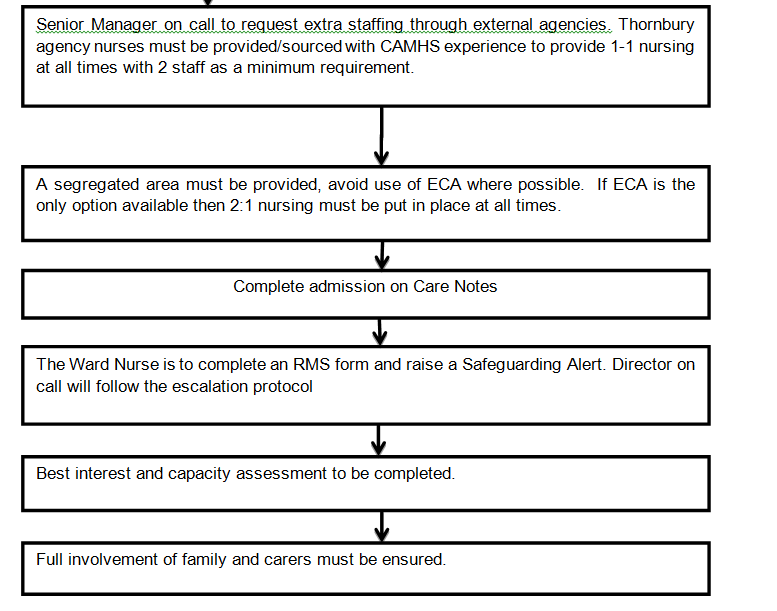 Senior Manager on call to request extra staffing through external agencies. Thornbury
agency nurses must be provided/sourced with CAMHS experience to provide 1-1 nursing
at all times with 2 staff as a minimum requirement.
A segregated area must be provided, avoid use of ECA where possible.  If ECA is the
only option available then 2:1 nursing must be put in place at all times.
Complete admission on Care Notes
The Ward Nurse is to complete an RMS form and raise a Safeguarding Alert. Director on
call will follow the escalation protocol
Best interest and capacity assessment to be completed.
Full involvement of family and carers must be ensured.